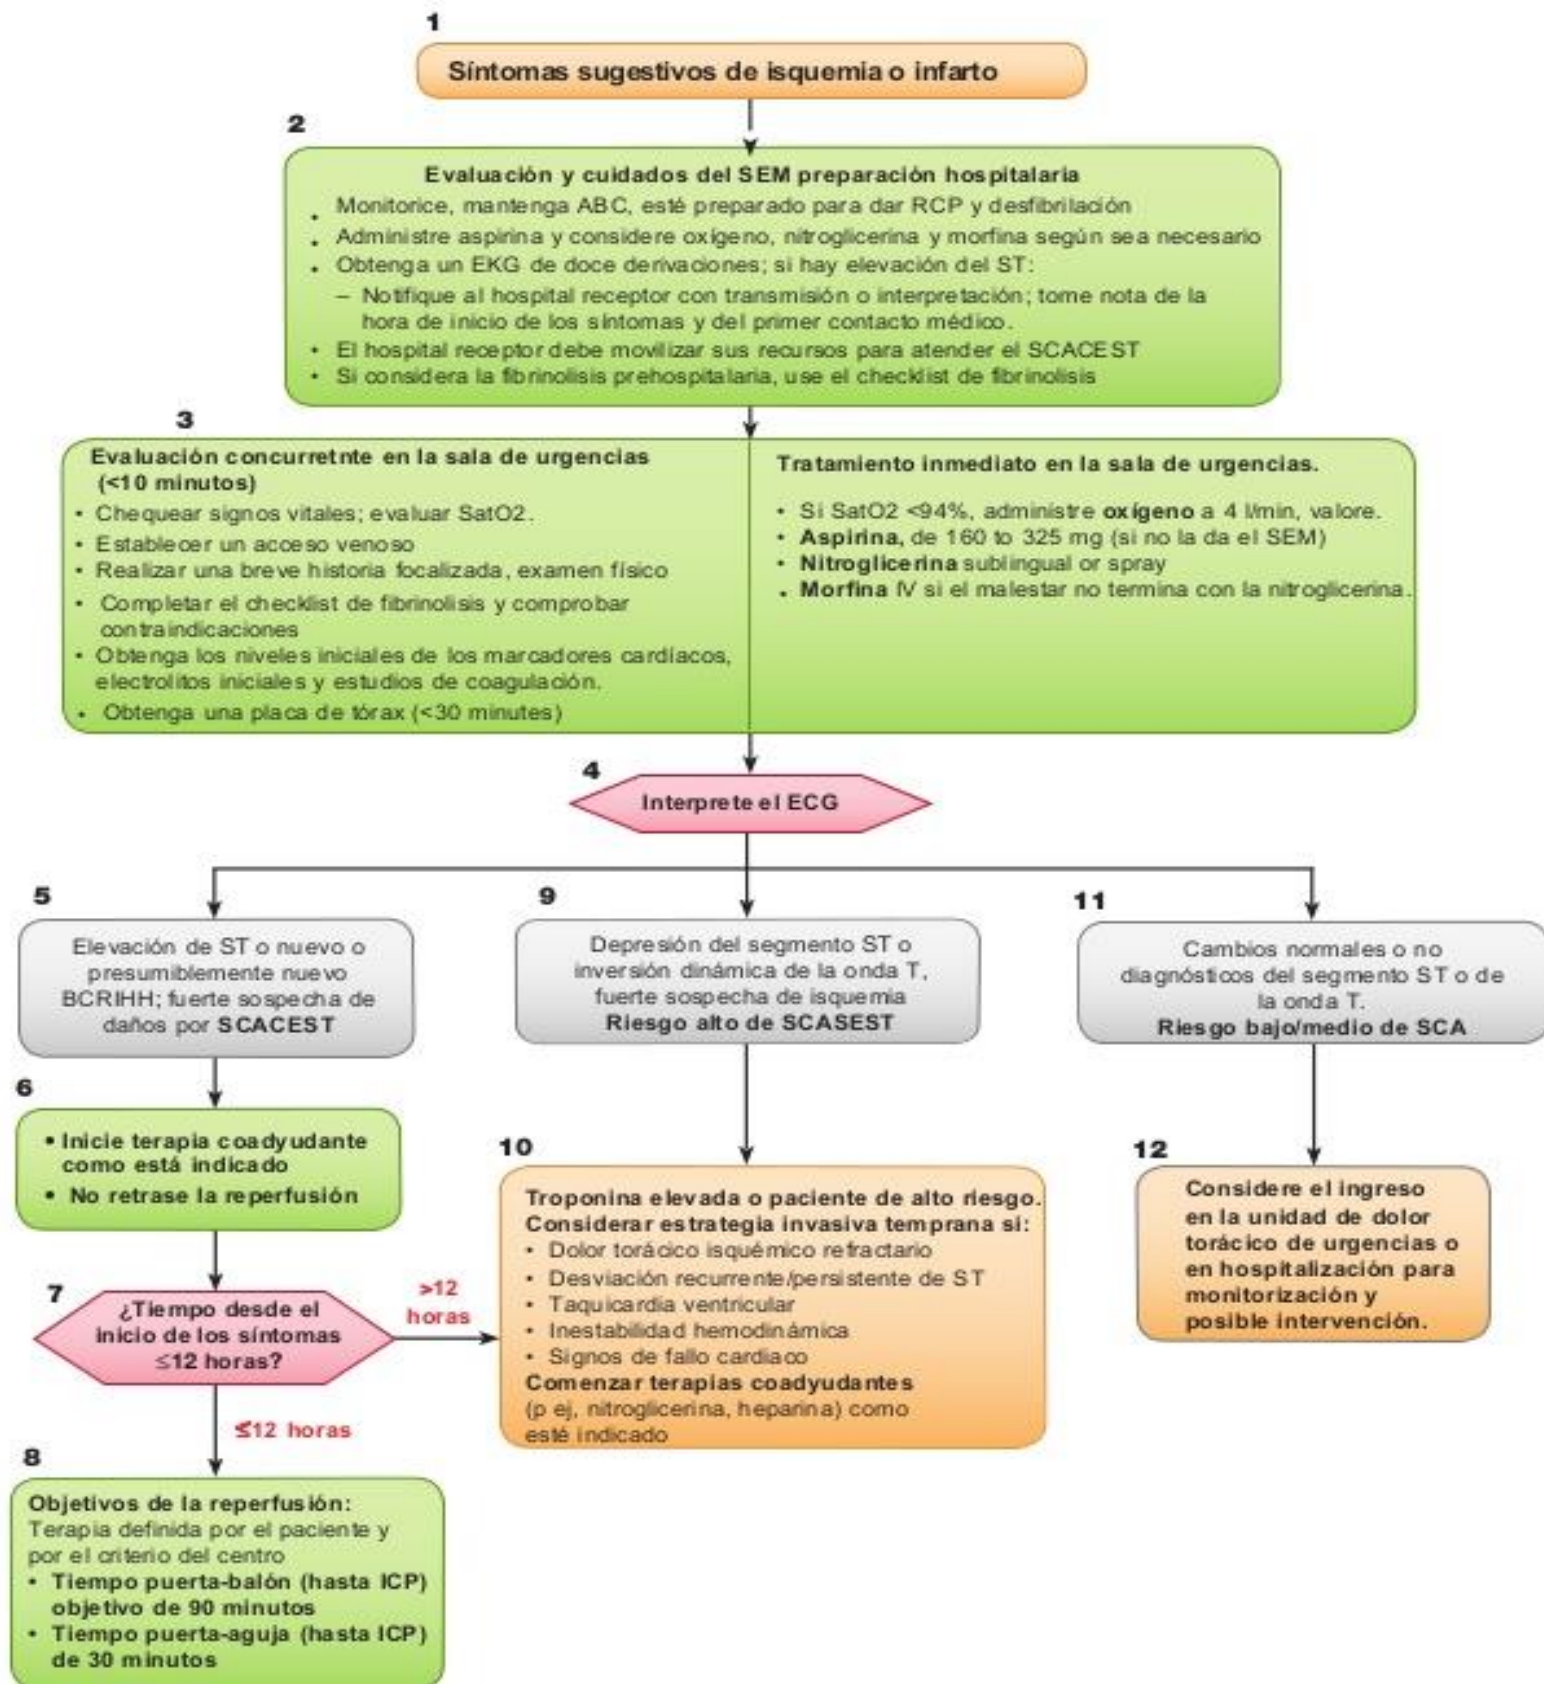 1
Síntomas sugestivos de isquemia o infarto
2
Evaluación y cuidados del SEM preparación hospitalaria
• Monitorice, mantenga ABC, esté preparado para dar RCP y desfibrilación
• Administre aspirina y considere oxígeno, nitroglicerina y morfina según sea necesario
• Obtenga un EKG de doce derivaciones; si hay elevación del ST:
– Notifique al hospital receptor con transmisión o interpretación; tome nota de la
hora de inicio de los síntomas y del primer contacto médico.
• El hospital receptor debe movilizar sus recursos para atender el SCACEST
• Si considera la fibrinolisis prehospitalaria, use el checklist de fibrinolisis
3
Evaluación concurretnte en la sala de urgencias
(<10 minutos)
• Chequear signos vitales; evaluar SatO2.
• Establecer un acceso venoso
• Realizar una breve historia focalizada, examen físico
• Completar el checklist de fibrinolisis y comprobar
contraindicaciones
• Obtenga los niveles iniciales de los marcadores cardíacos,
electrolitos iniciales y estudios de coagulación.
• Obtenga una placa de tórax (<30 minutes)
Tratamiento inmediato en la sala de urgencias.
• Si SatO2 <94%, administre oxígeno a 4 l/min, valore.
• Aspirina, de 160 to 325 mg (si no la da el SEM)
• Nitroglicerina sublingual or spray
• Morfina IV si el malestar no termina con la nitroglicerina.
4
Interprete el ECG
5
Elevación de ST o nuevo o
presumiblemente nuevo
BCRIHH; fuerte sospecha de
daños por SCACEST
6
• Inicie terapia coadyudante
como está indicado
• No retrase la reperfusión
7
¿Tiempo desde el
inicio de los síntomas
≤12 horas?
>12
horas
≤12 horas
8
Objetivos de la reperfusión:
Terapia definida por el paciente y
por el criterio del centro
• Tiempo puerta-balón (hasta ICP)
objetivo de 90 minutos
• Tiempo puerta-aguja (hasta ICP)
de 30 minutos
9
Depresión del segmento ST o
inversión dinámica de la onda T,
fuerte sospecha de isquemia
Riesgo alto de SCASEST
10
Troponina elevada o paciente de alto riesgo.
Considerar estrategia invasiva temprana si:
• Dolor torácico isquémico refractario
• Desviación recurrente/persistente de ST
• Taquicardia ventricular
• Inestabilidad hemodinámica
• Signos de fallo cardiaco
Comenzar terapias coadyudantes
(p ej, nitroglicerina, heparina) como
esté indicado
11
Cambios normales o no
diagnósticos del segmento ST o de
la onda T.
Riesgo bajo/medio de SCA
12
Considere el ingreso
en la unidad de dolor
torácico de urgencias o
en hospitalización para
monitorización y
posible intervención.